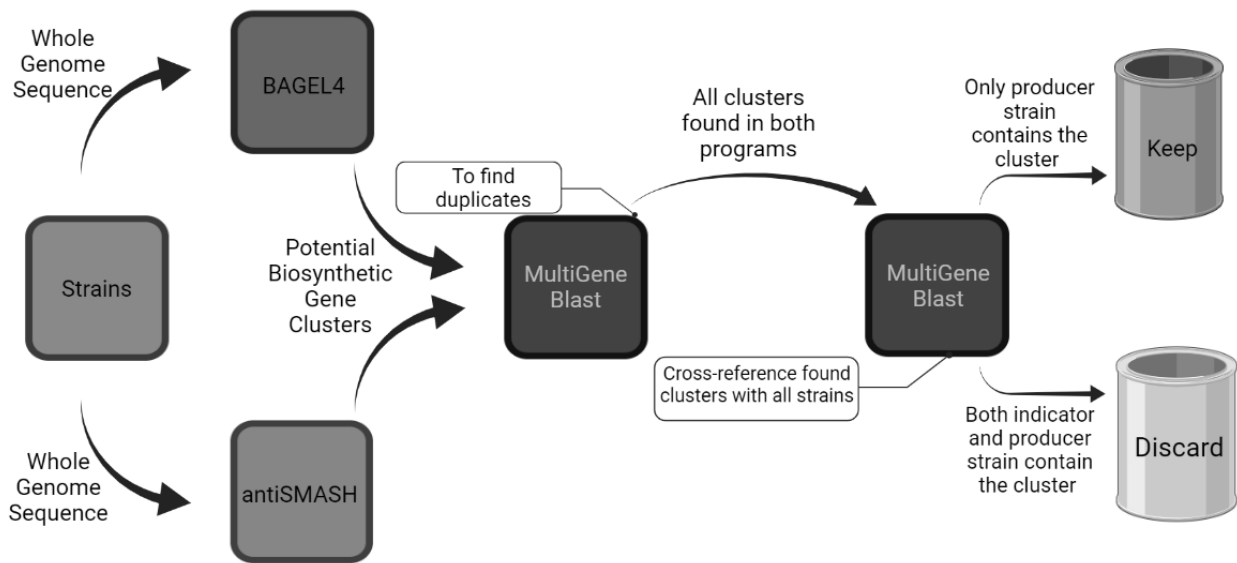 Whole
Genome
Sequence
BAGEL4
Strains
Whole
Genome
Sequence
antiSMASH
Potential
Biosynthetic
Gene
Clusters
To find
duplicates
MultiGene
Blast
All clusters
found in both
programs
MultiGene
Blast
Cross-reference found
clusters with all strains
Only producer
strain
contains the
cluster
Keep
Both indicator
and producer
strain contain
the cluster
Discard